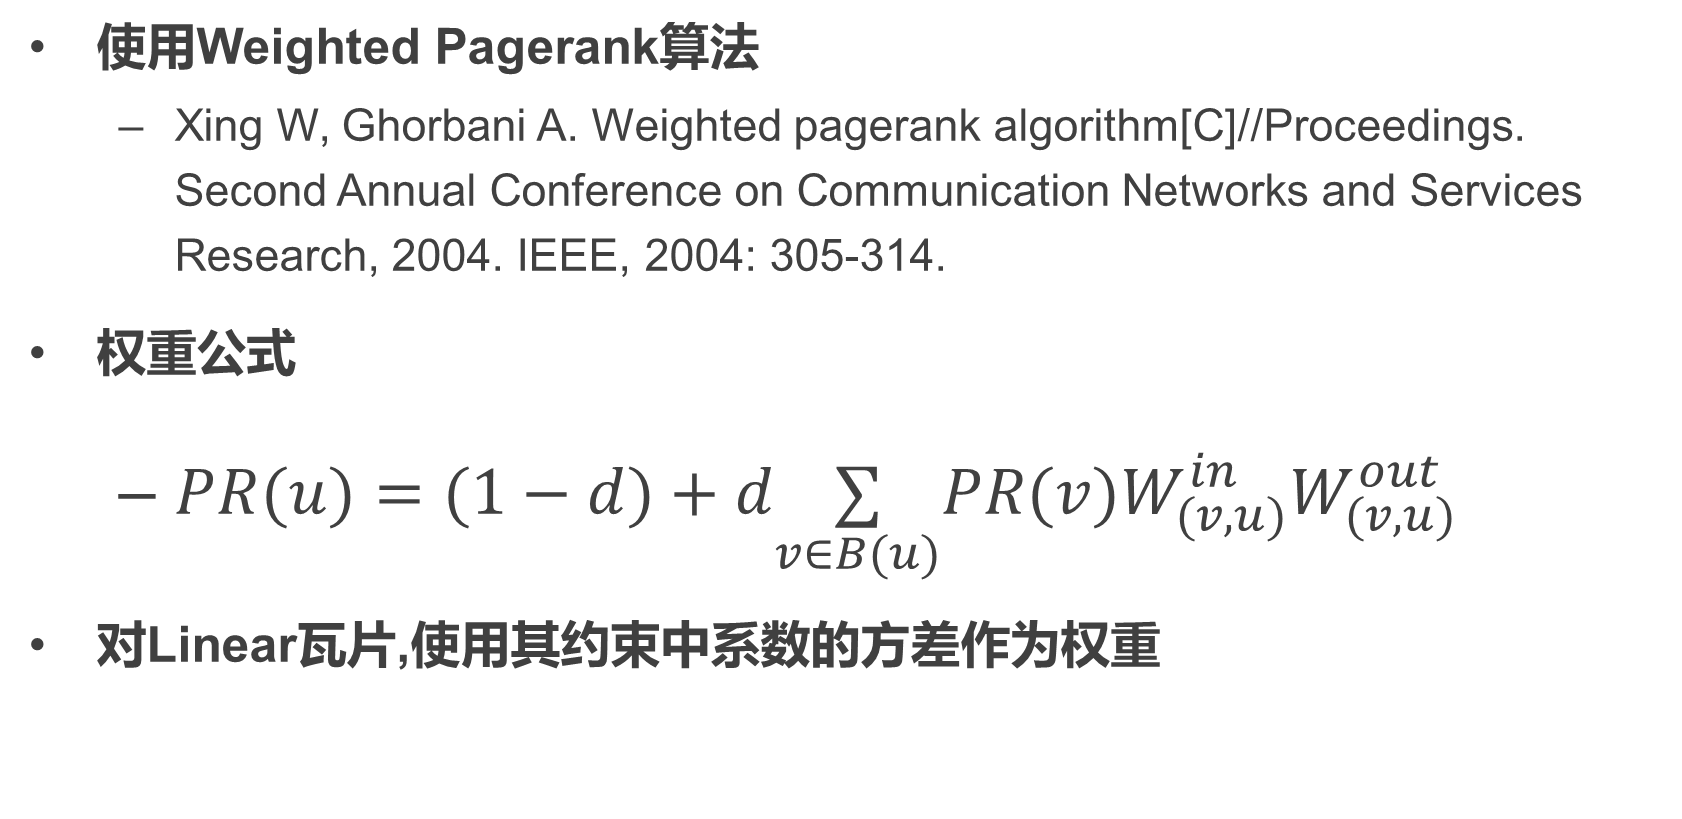 • 使用Weighted Pagerank算法
– Xing W, Ghorbani A. Weighted pagerank algorithm[C]//Proceedings.
Second Annual Conference on Communication Networks and Services
Research, 2004. IEEE, 2004: 305-314.
• 权重公式
– PR(u) = (1 − d) + d ∑_{v∈B(u)} PR(v)W^{in}_{(v,u)}W^{out}_{(v,u)}
• 对Linear瓦片,使用其约束中系数的方差作为权重